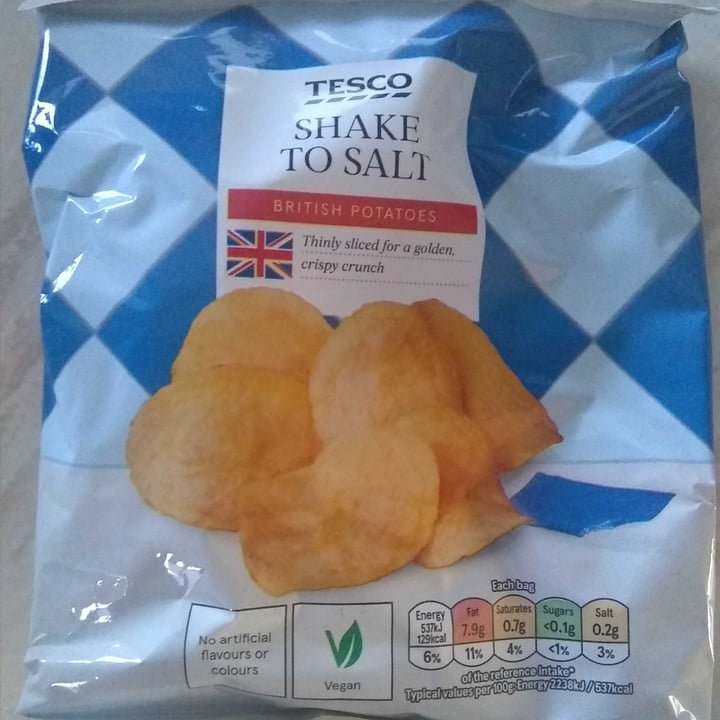 TESCO
SHAKE
TO SALT
BRITISH POTATOES
Thinly sliced for a golden,
crispy crunch
No artificial
flavours or
colours
Vegan
Each bag
Energy
537kJ
129kcal
6%
Fat
7.9g
11%
Saturates
0.7g
4%
Sugars
<0.1g
<1%
Salt
0.2g
3%
of the reference intake*
Typical values per 100g: Energy 2238kJ / 537kcal